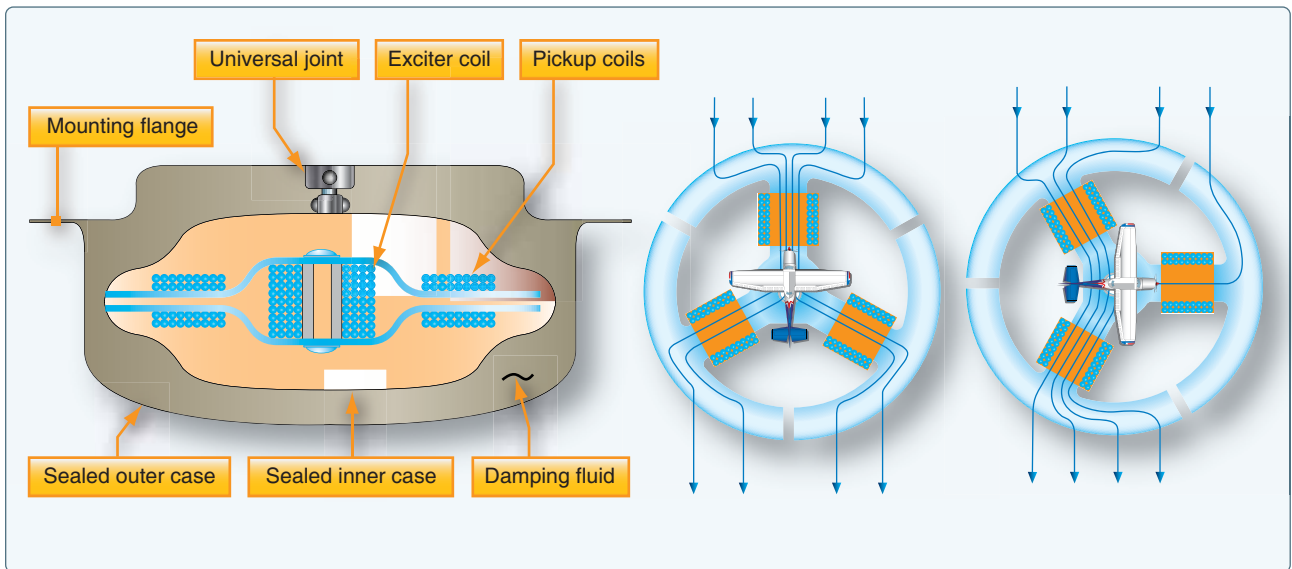 Universal joint
Exciter coil
Pickup coils
Mounting flange
Sealed outer case
Sealed inner case
Damping fluid